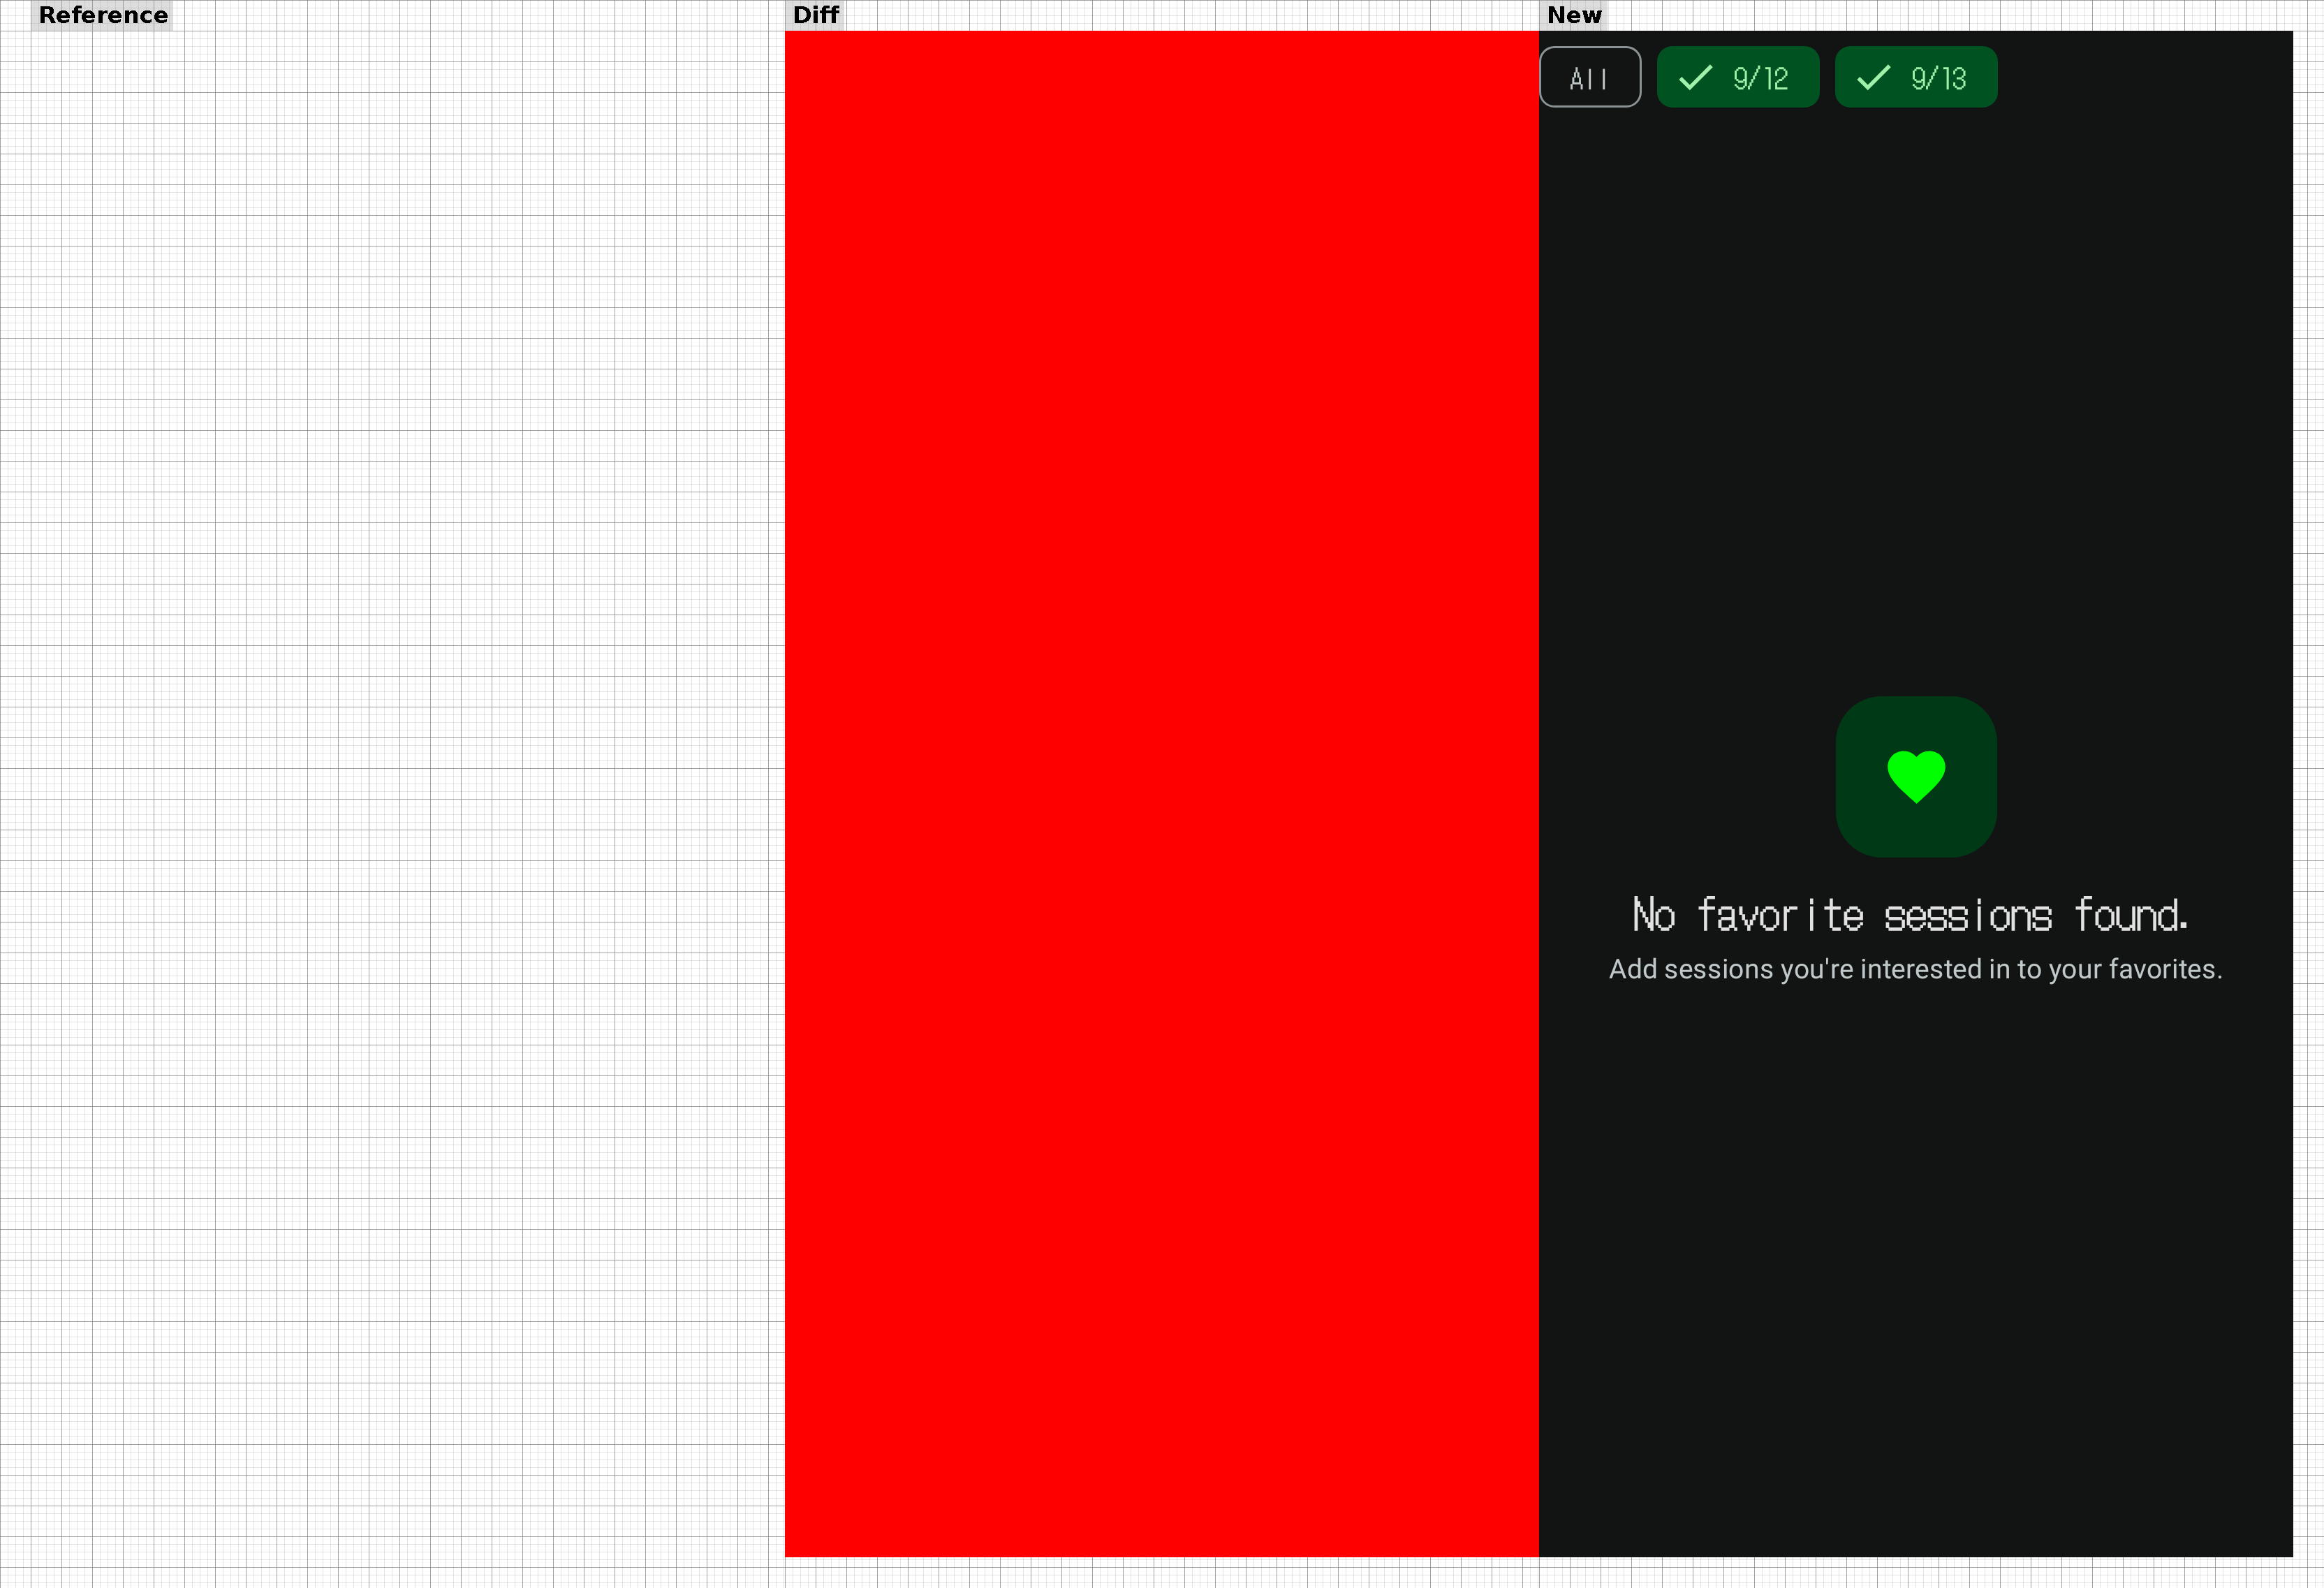 Reference
Diff
New
All
9/12
9/13
No favorite sessions found.
Add sessions you're interested in to your favorites.